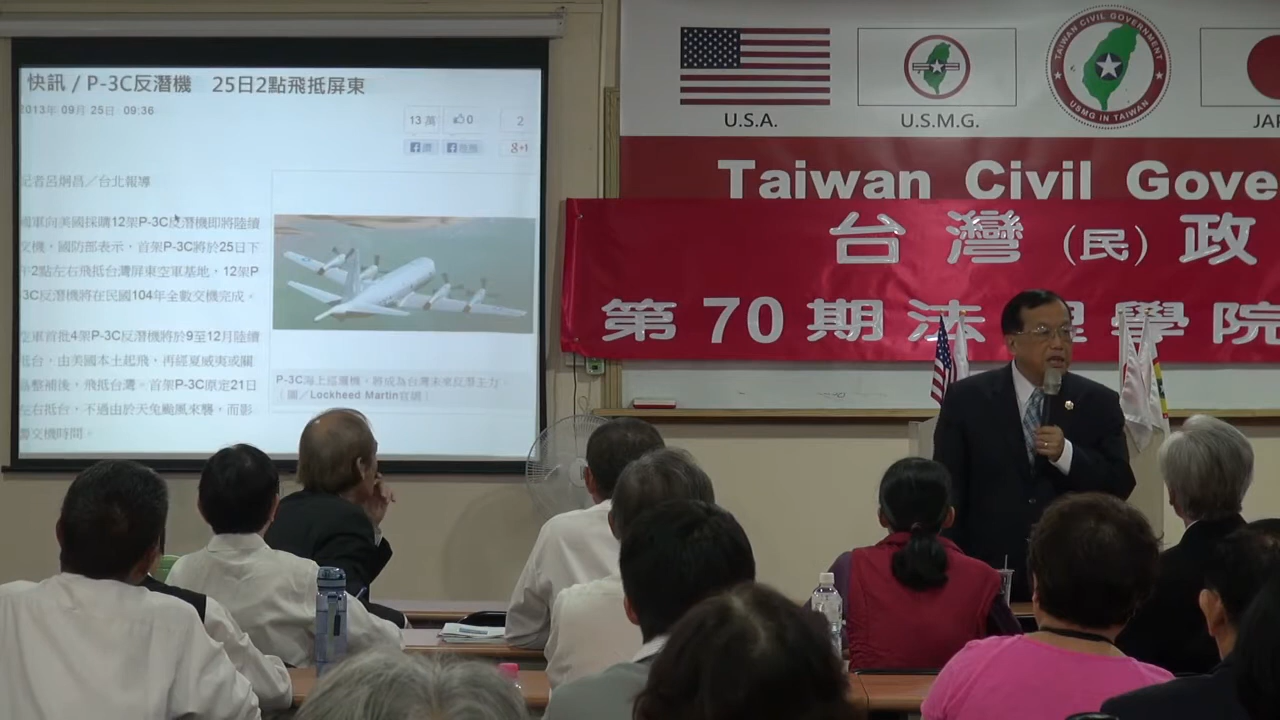 快訊 / P-3C反潛機 25日2點飛抵屏東
2013年 09月 25日 09:36
13 萬
0
2
讚
推薦
+1
記者呂炯昌／台北報導
國軍向美國採購12架P-3C反潛機即將陸續
交機，國防部表示，首架P-3C將於25日下
午2點左右飛抵台灣屏東空軍基地，12架P
-3C反潛機將在民國104年全數交機完成。
空軍首批4架P-3C反潛機將於9至12月陸續
抵台，由美國本土起飛，再經夏威夷或關
島整補後，飛抵台灣。首架P-3C原定21日
左右抵台，不過由於天兔颱風來襲，而影
響交機時間。
P-3C海上巡邏機，將成為台灣未來反潛主力。
（圖／Lockheed Martin官網）
U.S.A.
U.S.M.G.
TAIWAN CIVIL GOVERNMENT
USMG IN TAIWAN
JAP
Taiwan Civil Gove
台灣（民）政
第70期法理學院